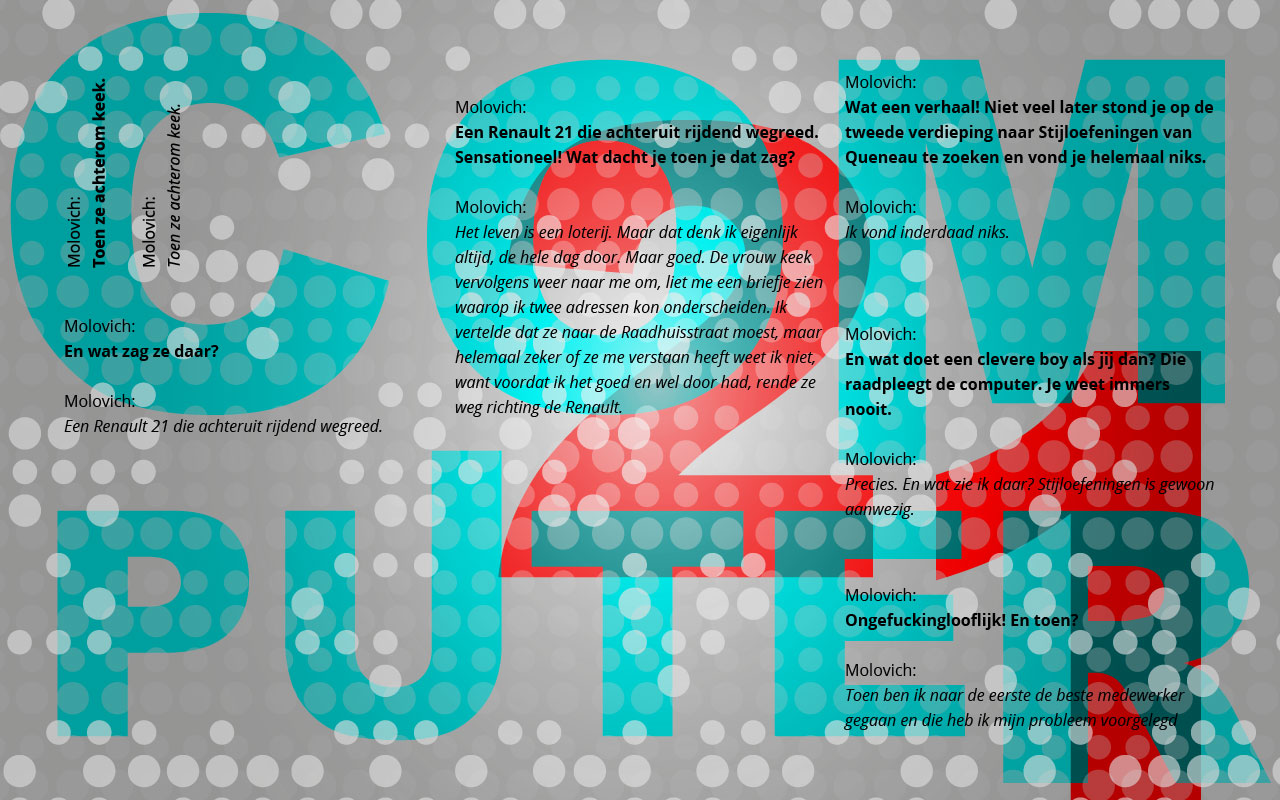 COM
PUTER
21
Molovich:
Toen ze achterom keek.
Molovich:
Toen ze achterom keek.
Molovich:
En wat zag ze daar?
Molovich:
Een Renault 21 die achteruit rijdend wegreed.
Molovich:
Een Renault 21 die achteruit rijdend wegreed.
Sensationeel! Wat dacht je toen je dat zag?
Molovich:
Het leven is een loterij. Maar dat denk ik eigenlijk
altijd, de hele dag door. Maar goed. De vrouw keek
vervolgens weer naar me om, liet me een briefje zien
waarop ik twee adressen kon onderscheiden. Ik
vertelde dat ze naar de Raadhuisstraat moest, maar
helemaal zeker of ze me verstaan heeft weet ik niet,
want voordat ik het goed en wel door had, rende ze
weg richting de Renault.
Molovich:
Wat een verhaal! Niet veel later stond je op de
tweede verdieping naar Stijloefeningen van
Queneau te zoeken en vond je helemaal niks.
Molovich:
Ik vond inderdaad niks.
Molovich:
En wat doet een clevere boy als jij dan? Die
raadpleegt de computer. Je weet immers
nooit.
Molovich:
Precies. En wat zie ik daar? Stijloefeningen is gewoon
aanwezig.
Molovich:
Ongefuckinglooflijk! En toen?
Molovich:
Toen ben ik naar de eerste de beste medewerker
gegaan en die heb ik mijn probleem voorgelegd